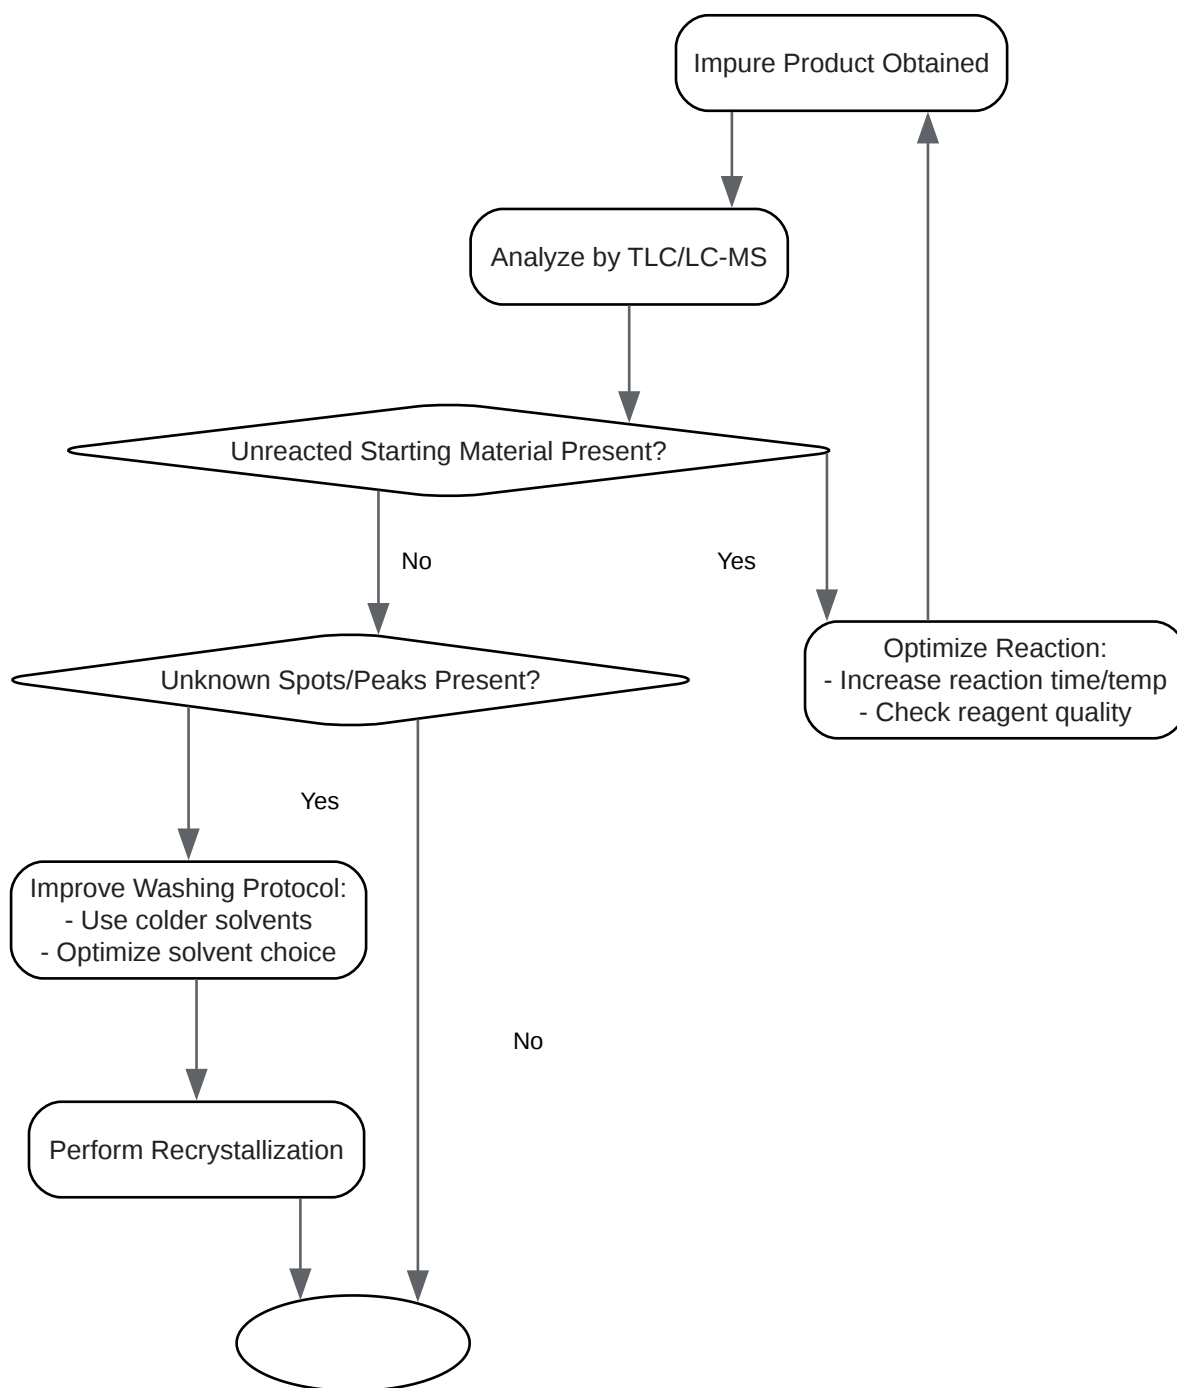 Impure Product Obtained
Analyze by TLC/LC-MS
Unreacted Starting Material Present?
No
Yes
Optimize Reaction:
- Increase reaction time/temp
- Check reagent quality
Unknown Spots/Peaks Present?
Yes
Improve Washing Protocol:
- Use colder solvents
- Optimize solvent choice
No
Perform Recrystallization